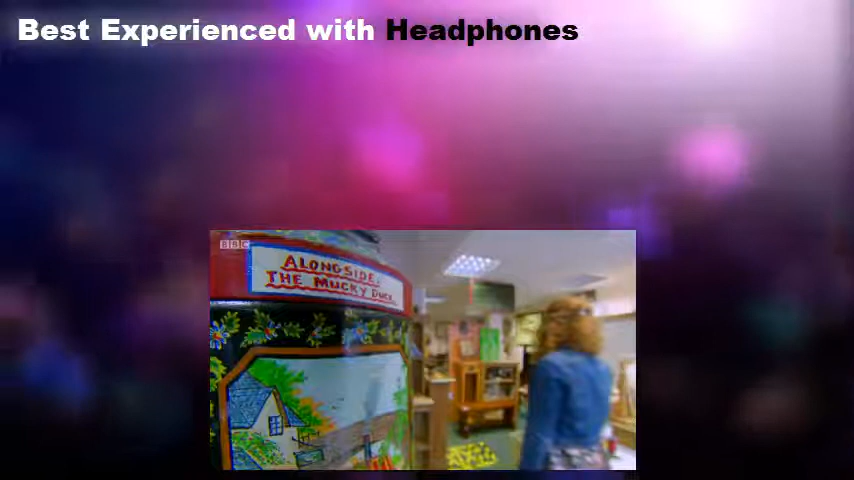 Best Experienced with Headphones
BBC
ALONGSIDE.
THE MUCKY DUCK.